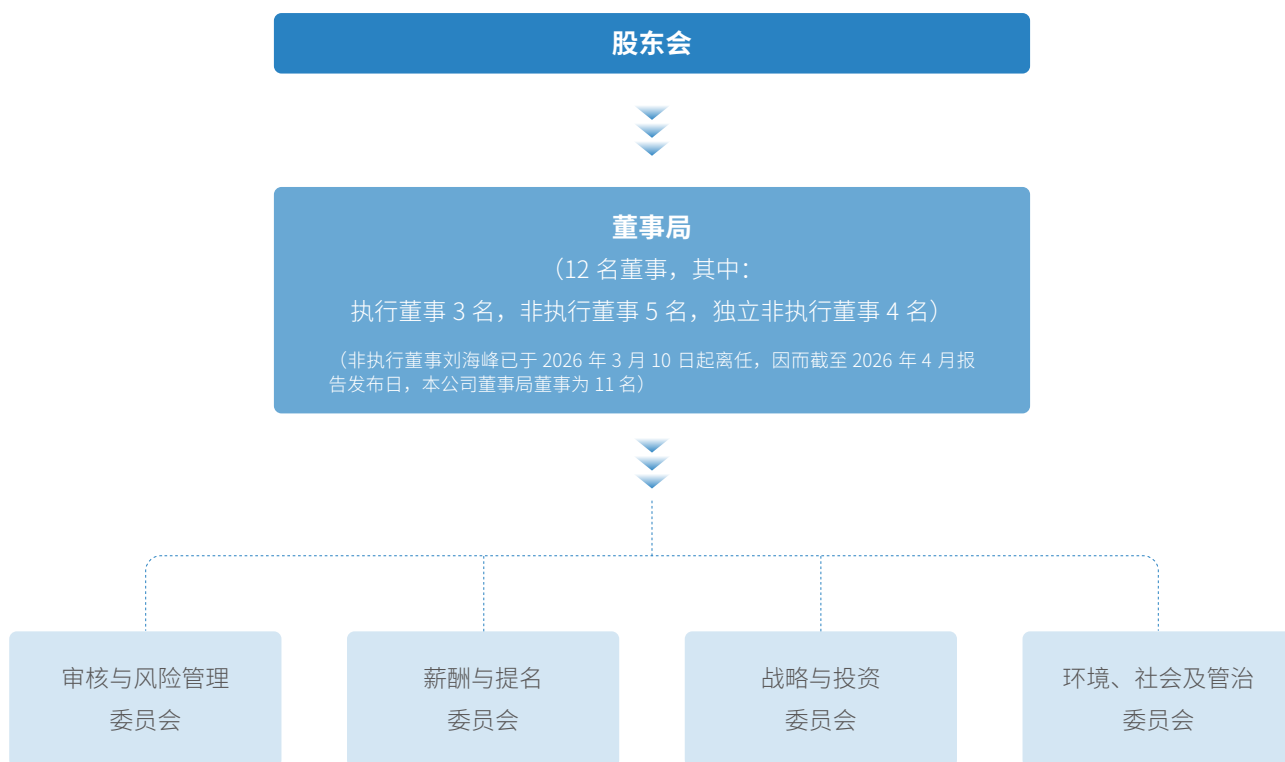 股东会
董事局
（12 名董事，其中：
执行董事 3 名，非执行董事 5 名，独立非执行董事 4 名）
（非执行董事刘海峰已于 2026 年 3 月 10 日起离任，因而截至 2026 年 4 月报
告发布日，本公司董事局董事为 11 名）
审核与风险管理
委员会
薪酬与提名
委员会
战略与投资
委员会
环境、社会及管治
委员会